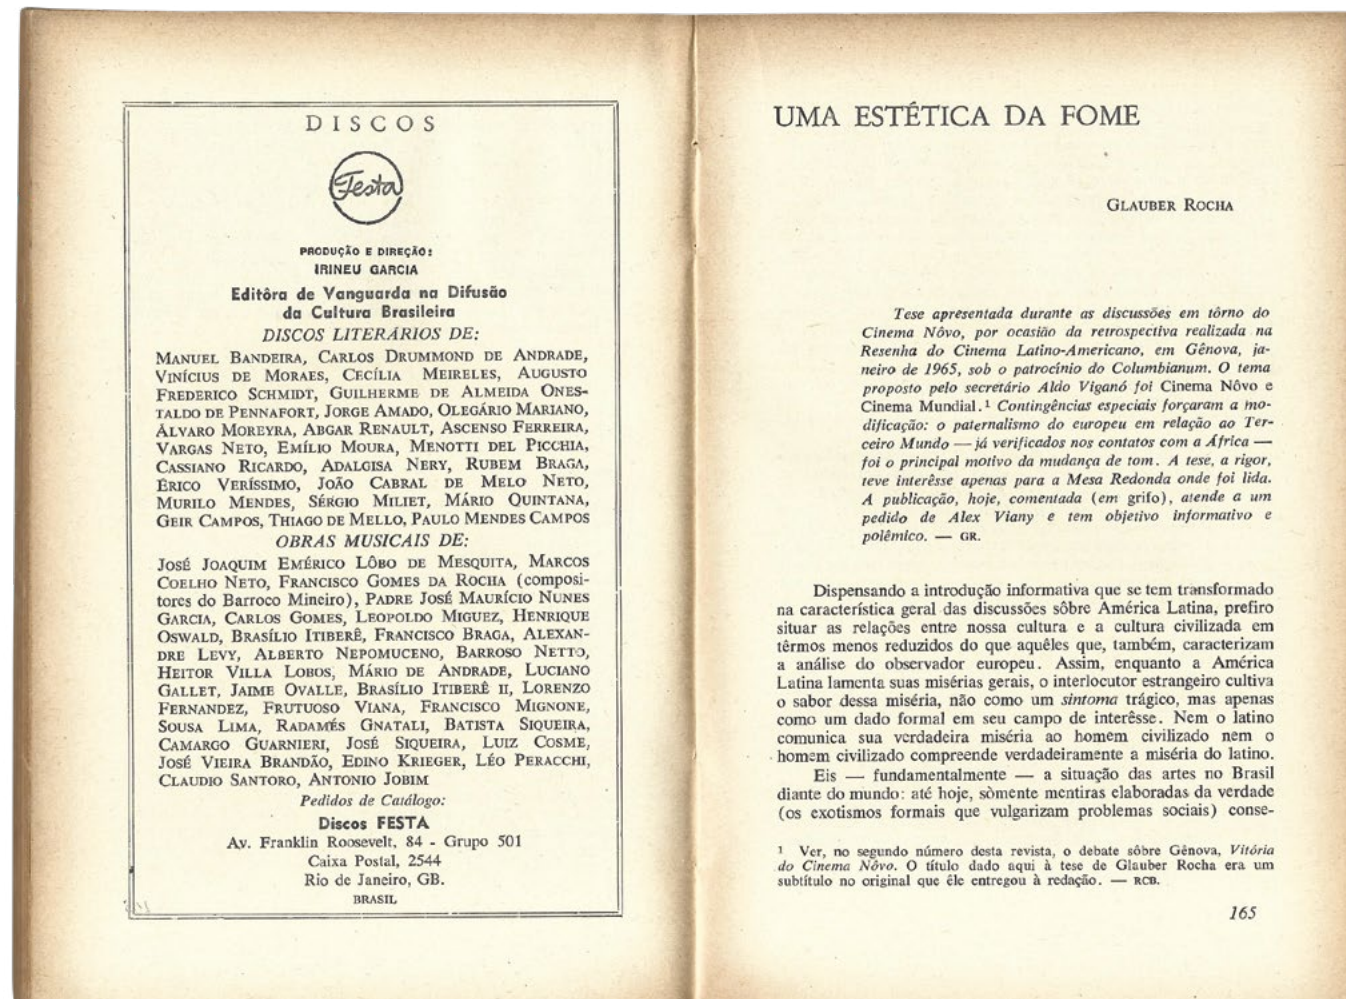 DISCOS
Festa
PRODUÇÃO E DIREÇÃO:
IRINEU GARCIA
Editôra de Vanguarda na Difusão
da Cultura Brasileira
DISCOS LITERÁRIOS DE:
MANUEL BANDEIRA, CARLOS DRUMMOND DE ANDRADE,
VINÍCIUS DE MORAES, CECÍLIA MEIRELES, AUGUSTO
FREDERICO SCHMIDT, GUILHERME DE ALMEIDA ONES-
TALDO DE PENNAFORT, JORGE AMADO, OLEGÁRIO MARIANO,
ÁLVARO MOREYRA, ABGAR RENAULT, ASCENSO FERREIRA,
VARGAS NETO, EMÍLIO MOURA, MENOTTI DEL PICCHIA,
CASSIANO RICARDO, ADALGISA NERY, RUBEM BRAGA,
ÉRICO VERÍSSIMO, JOÃO CABRAL DE MELO NETO,
MURILO MENDES, SÉRGIO MILIET, MÁRIO QUINTANA,
GEIR CAMPOS, THIAGO DE MELLO, PAULO MENDES CAMPOS
OBRAS MUSICAIS DE:
JOSÉ JOAQUIM EMÉRICO LÔBO DE MESQUITA, MARCOS
COELHO NETO, FRANCISCO GOMES DA ROCHA (composi-
tores do Barroco Mineiro), PADRE JOSÉ MAURÍCIO NUNES
GARCIA, CARLOS GOMES, LEOPOLDO MIGUEZ, HENRIQUE
OSWALD, BRASÍLIO ITIBERÊ, FRANCISCO BRAGA, ALEXAN-
DRE LEVY, ALBERTO NEPOMUCENO, BARROSO NETTO,
HEITOR VILLA LOBOS, MÁRIO DE ANDRADE, LUCIANO
GALLET, JAIME OVALLE, BRASÍLIO ITIBERÊ II, LORENZO
FERNANDEZ, FRUTUOSO VIANA, FRANCISCO MIGNONE,
SOUSA LIMA, RADAMÉS GNATALI, BATISTA SIQUEIRA,
CAMARGO GUARNIERI, JOSÉ SIQUEIRA, LUIZ COSME,
JOSÉ VIEIRA BRANDÃO, EDINO KRIEGER, LÉO PERACCHI,
CLAUDIO SANTORO, ANTONIO JOBIM
Pedidos de Catálogo:
Discos FESTA
Av. Franklin Roosevelt, 84 - Grupo 501
Caixa Postal, 2544
Rio de Janeiro, GB.
BRASIL
UMA ESTÉTICA DA FOME
GLAUBER ROCHA
Tese apresentada durante as discussões em tôrno do
Cinema Nôvo, por ocasião da retrospectiva realizada na
Resenha do Cinema Latino-Americano, em Gênova, ja-
neiro de 1965, sob o patrocínio do Columbianum. O tema
proposto pelo secretário Aldo Viganó foi Cinema Nôvo e
Cinema Mundial.¹ Contingências especiais forçaram a mo-
dificação: o paternalismo do europeu em relação ao Ter-
ceiro Mundo — já verificados nos contatos com a África —
foi o principal motivo da mudança de tom. A tese, a rigor,
teve interêsse apenas para a Mesa Redonda onde foi lida.
A publicação, hoje, comentada (em grifo), atende a um
pedido de Alex Viany e tem objetivo informativo e
polêmico. — GR.
Dispensando a introdução informativa que se tem transformado
na característica geral das discussões sôbre América Latina, prefiro
situar as relações entre nossa cultura e a cultura civilizada em
têrmos menos reduzidos do que aquêles que, também, caracterizam
a análise do observador europeu. Assim, enquanto a América
Latina lamenta suas misérias gerais, o interlocutor estrangeiro cultiva
o sabor dessa miséria, não como um sintoma trágico, mas apenas
como um dado formal em seu campo de interêsse. Nem o latino
comunica sua verdadeira miséria ao homem civilizado nem o
homem civilizado compreende verdadeiramente a miséria do latino.
Eis — fundamentalmente — a situação das artes no Brasil
diante do mundo: até hoje, sòmente mentiras elaboradas da verdade
(os exotismos formais que vulgarizam problemas sociais) conse-
¹ Ver, no segundo número desta revista, o debate sôbre Gênova, Vitória
do Cinema Nôvo. O título dado aqui à tese de Glauber Rocha era um
subtítulo no original que êle entregou à redação. — RCB.
165